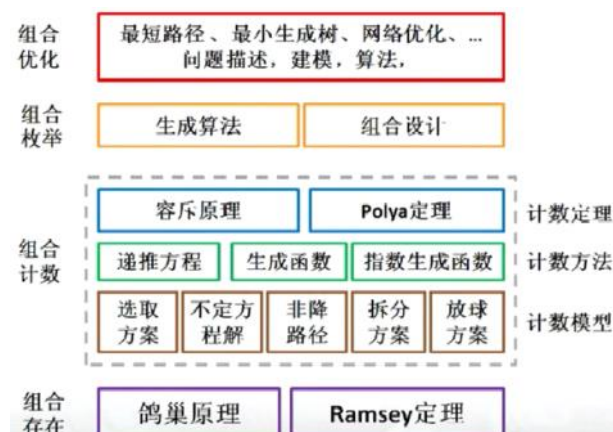 组合
优化
最短路径、最小生成树、网络优化、...
问题描述，建模，算法，
组合
枚举
生成算法
组合设计
组合
计数
容斥原理
Polya定理
计数定理
递推方程
生成函数
指数生成函数
计数方法
选取
方案
不定方
程解
非降
路径
拆分
方案
放球
方案
计数模型
组合
存在
鸽巢原理
Ramsey定理